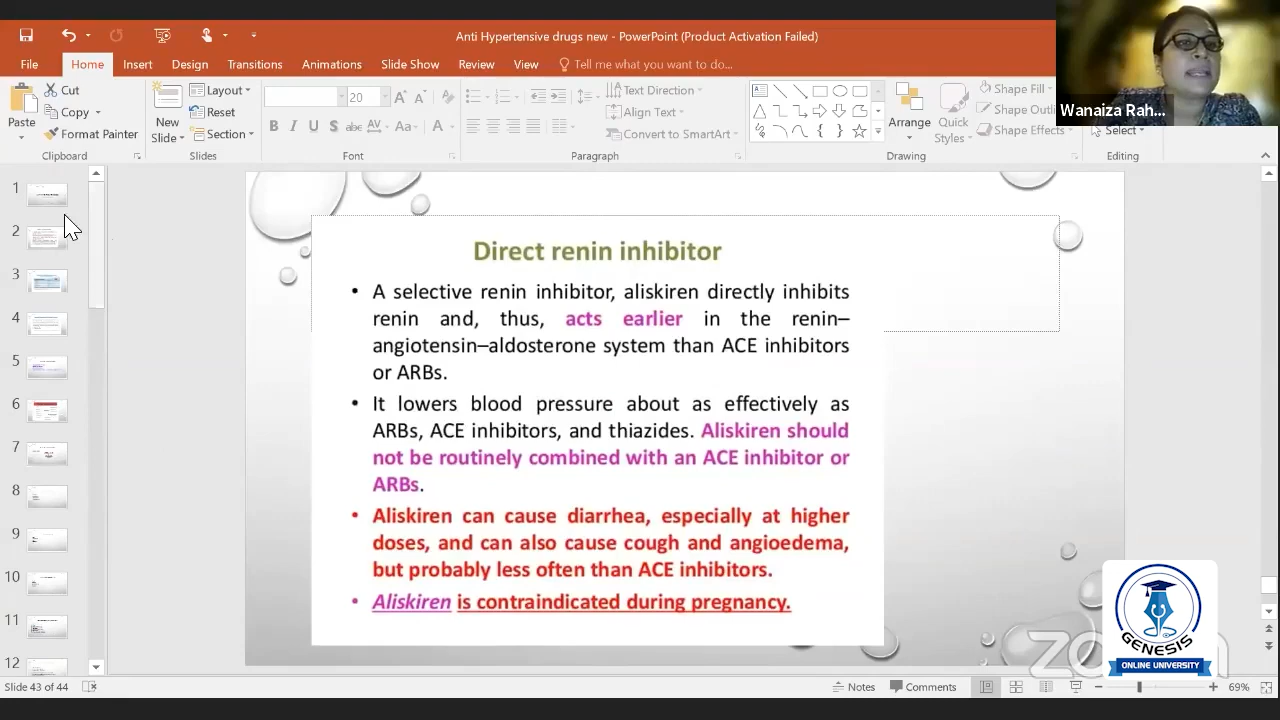 Anti Hypertensive drugs new - PowerPoint (Product Activation Failed)
File Home Insert Design Transitions Animations Slide Show Review View Tell me what you want to do...
Paste
Cut
Copy
Format Painter
Clipboard
New Slide
Layout
Reset
Section
Slides
20
B I U S abc AV Aa A
Font
Text Direction
Align Text
Convert to SmartArt
Paragraph
Arrange
Quick Styles
Shape Fill
Shape Outli
Shape Effects
Drawing
Select
Editing
Wanaiza Rah...
1
2
3
4
5
6
7
8
9
10
11
12
Direct renin inhibitor
• A selective renin inhibitor, aliskiren directly inhibits
renin and, thus, acts earlier in the renin–
angiotensin–aldosterone system than ACE inhibitors
or ARBs.
• It lowers blood pressure about as effectively as
ARBs, ACE inhibitors, and thiazides. Aliskiren should
not be routinely combined with an ACE inhibitor or
ARBs.
• Aliskiren can cause diarrhea, especially at higher
doses, and can also cause cough and angioedema,
but probably less often than ACE inhibitors.
• Aliskiren is contraindicated during pregnancy.
GENESIS
ONLINE UNIVERSITY
Slide 43 of 44
Notes
Comments
69%